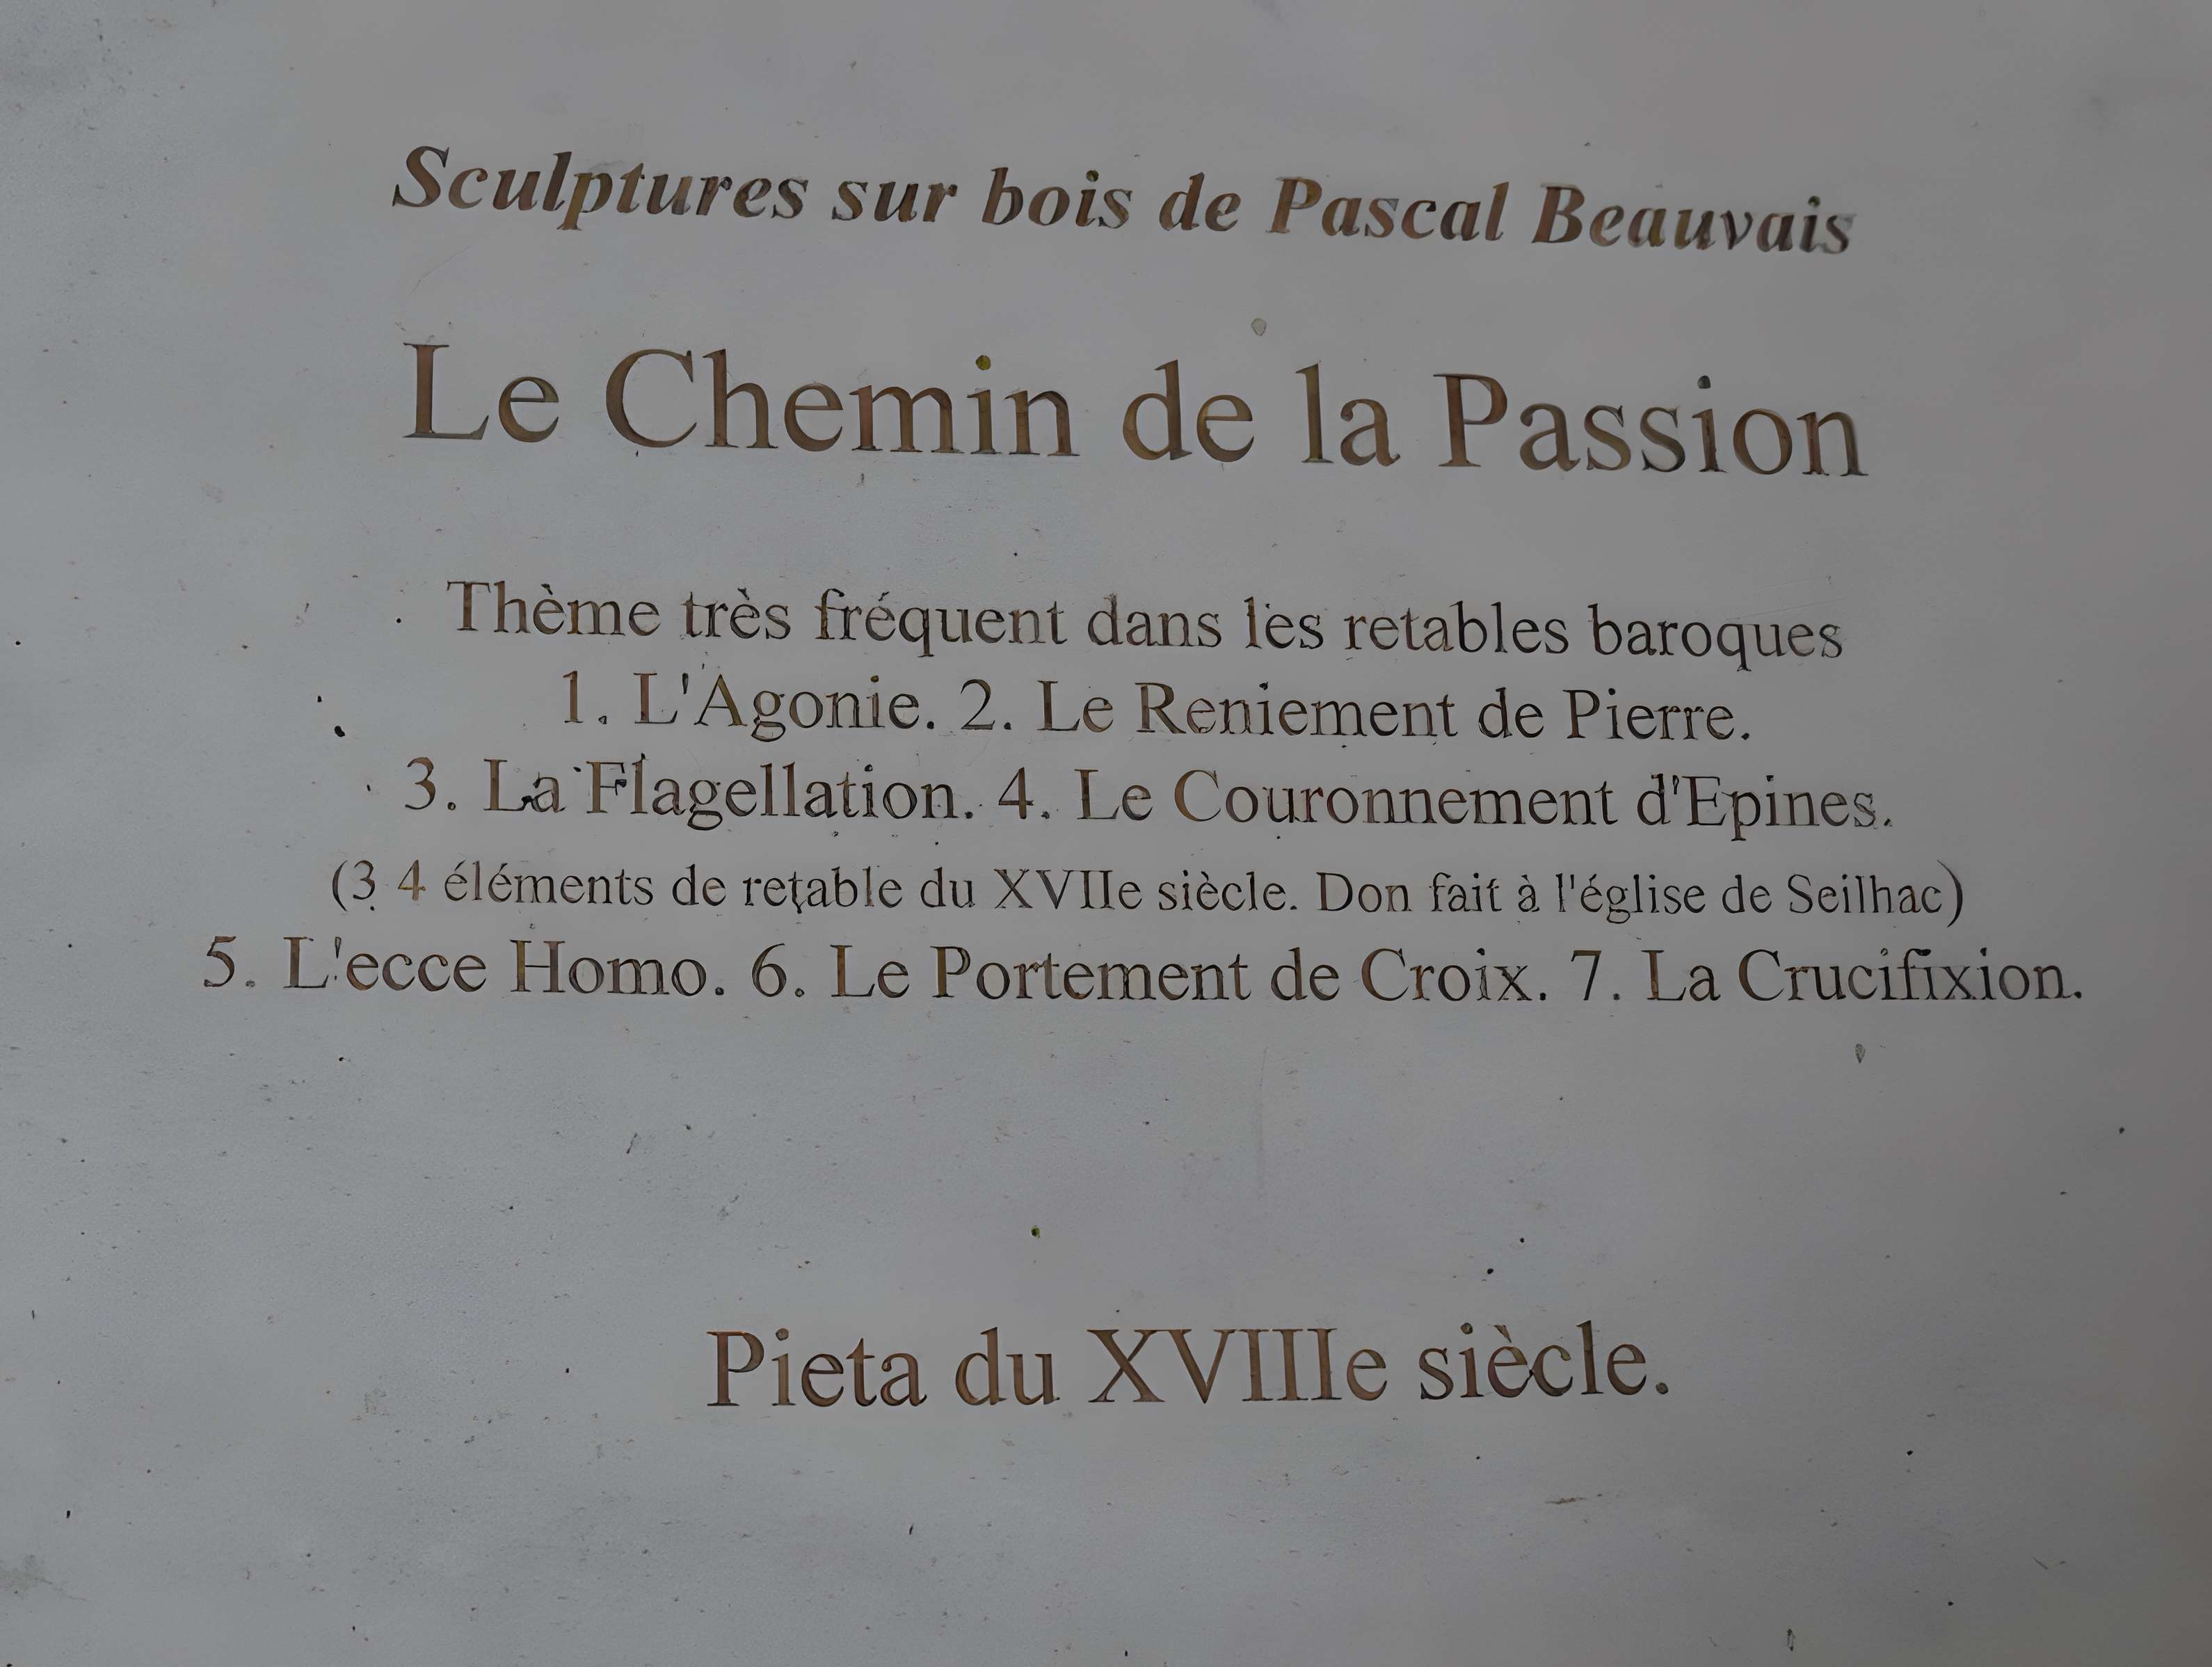 Sculptures sur bois de Pascal Beauvais
Le Chemin de la Passion
Thème très fréquent dans les retables baroques
1. L'Agonie. 2. Le Reniement de Pierre.
3. La Flagellation. 4. Le Couronnement d'Epines.
(3 4 éléments de retable du XVIIe siècle. Don fait à l'église de Seilhac)
5. L'ecce Homo. 6. Le Portement de Croix. 7. La Crucifixion.
Pieta du XVIIIe siècle.